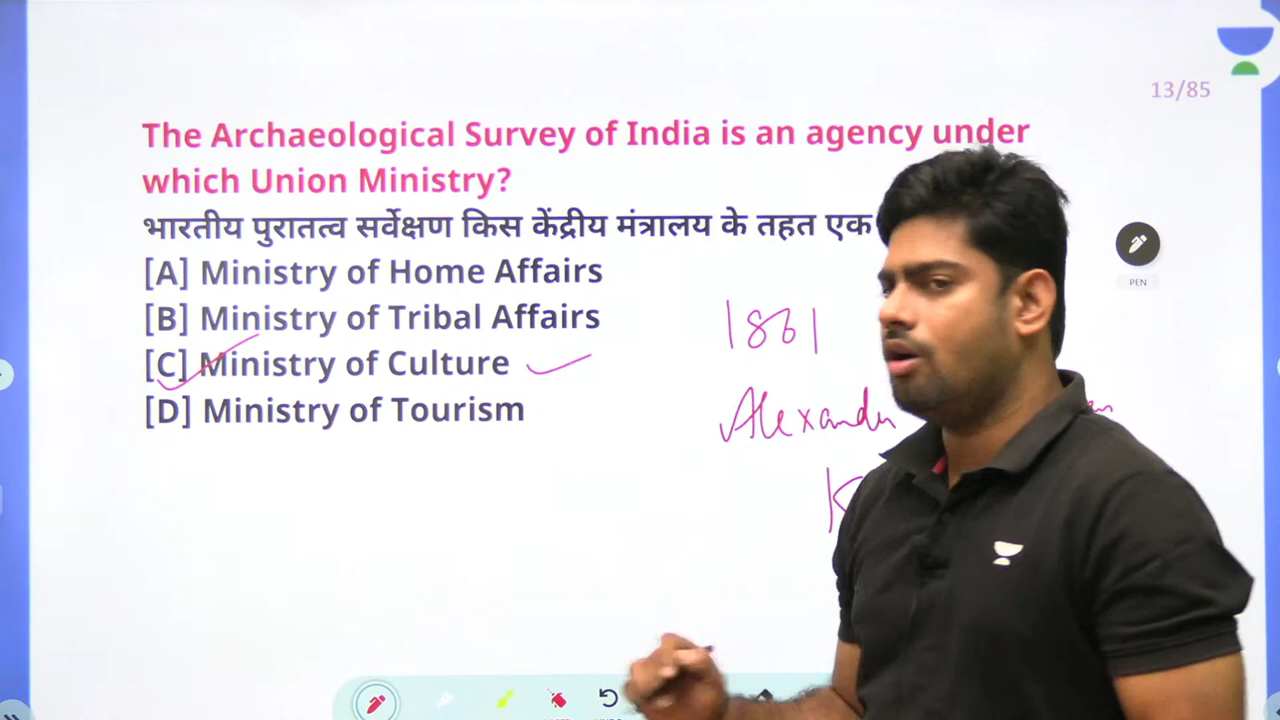 13/85
The Archaeological Survey of India is an agency under
which Union Ministry?
भारतीय पुरातत्व सर्वेक्षण किस केंद्रीय मंत्रालय के तहत एक
[A] Ministry of Home Affairs
[B] Ministry of Tribal Affairs
[C] Ministry of Culture
[D] Ministry of Tourism
1861
PEN